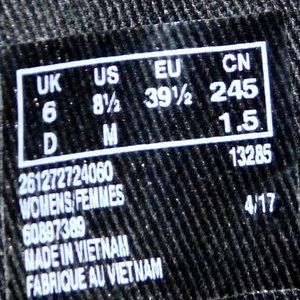 UK US EU CN
6 8½ 39½ 245
D M 1.5
13285
261272724060
WOMENS/FEMMES 4/17
60897389
MADE IN VIETNAM
FABRIQUE AU VIETNAM